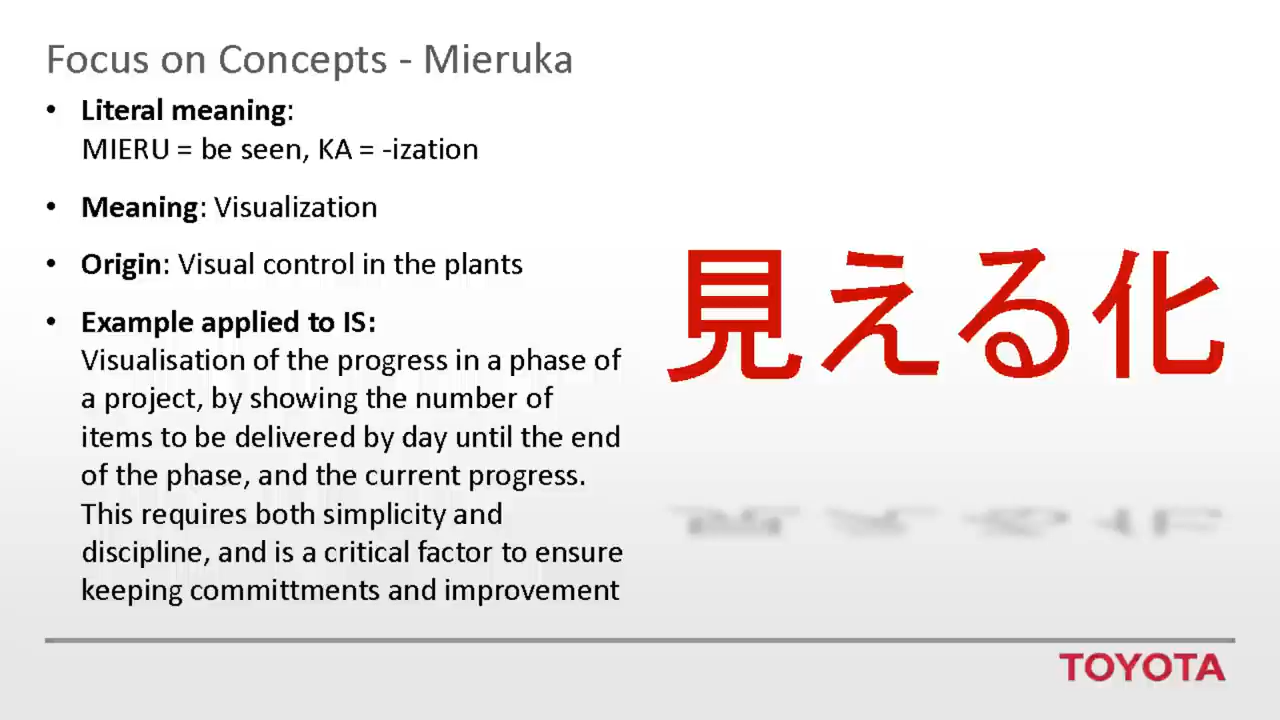 Focus on Concepts - Mieruka
• Literal meaning:
MIERU = be seen, KA = -ization
• Meaning: Visualization
• Origin: Visual control in the plants
• Example applied to IS:
Visualisation of the progress in a phase of
a project, by showing the number of
items to be delivered by day until the end
of the phase, and the current progress.
This requires both simplicity and
discipline, and is a critical factor to ensure
keeping committments and improvement
見える化
TOYOTA